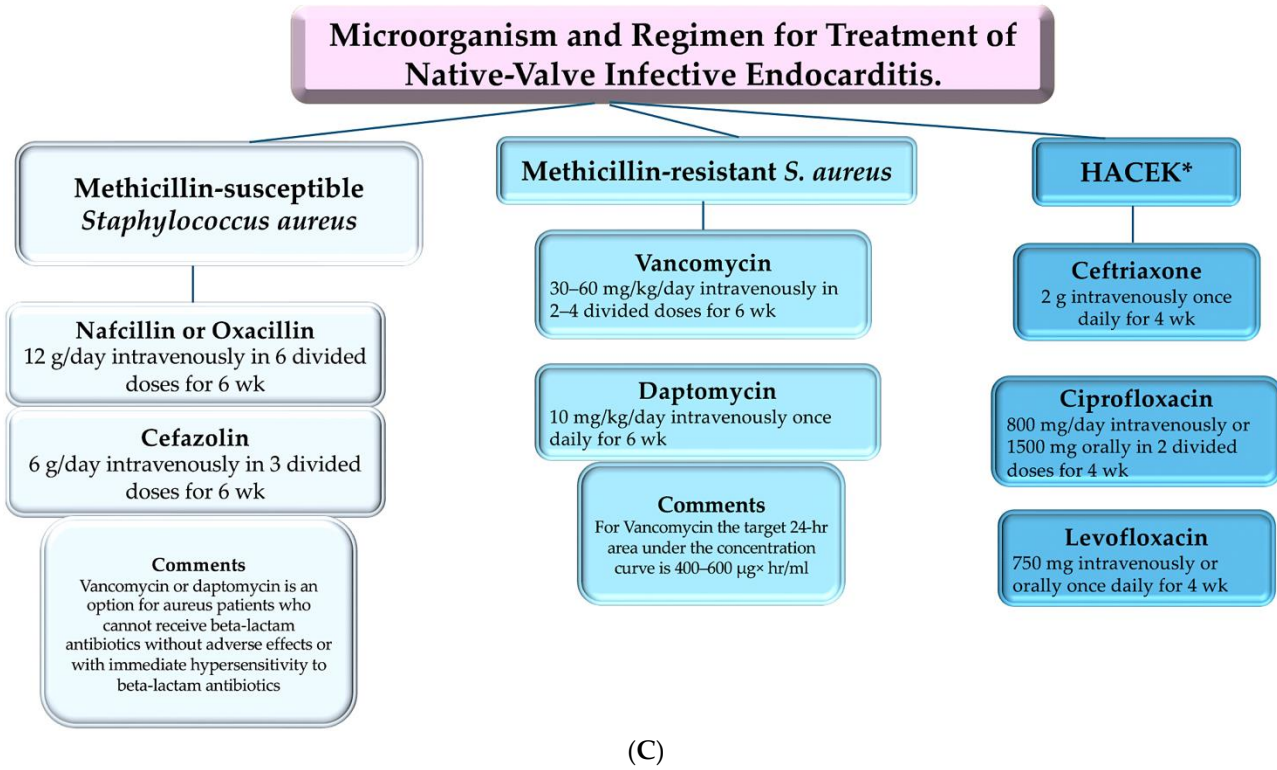 Microorganism and Regimen for Treatment of
Native-Valve Infective Endocarditis.
Methicillin-susceptible
Staphylococcus aureus
Nafcillin or Oxacillin
12 g/day intravenously in 6 divided
doses for 6 wk
Cefazolin
6 g/day intravenously in 3 divided
doses for 6 wk
Comments
Vancomycin or daptomycin is an
option for aureus patients who
cannot receive beta-lactam
antibiotics without adverse effects or
with immediate hypersensitivity to
beta-lactam antibiotics
Methicillin-resistant S. aureus
Vancomycin
30–60 mg/kg/day intravenously in
2–4 divided doses for 6 wk
Daptomycin
10 mg/kg/day intravenously once
daily for 6 wk
Comments
For Vancomycin the target 24-hr
area under the concentration
curve is 400–600 μg× hr/ml
HACEK*
Ceftriaxone
2 g intravenously once
daily for 4 wk
Ciprofloxacin
800 mg/day intravenously or
1500 mg orally in 2 divided
doses for 4 wk
Levofloxacin
750 mg intravenously or
orally once daily for 4 wk
(C)